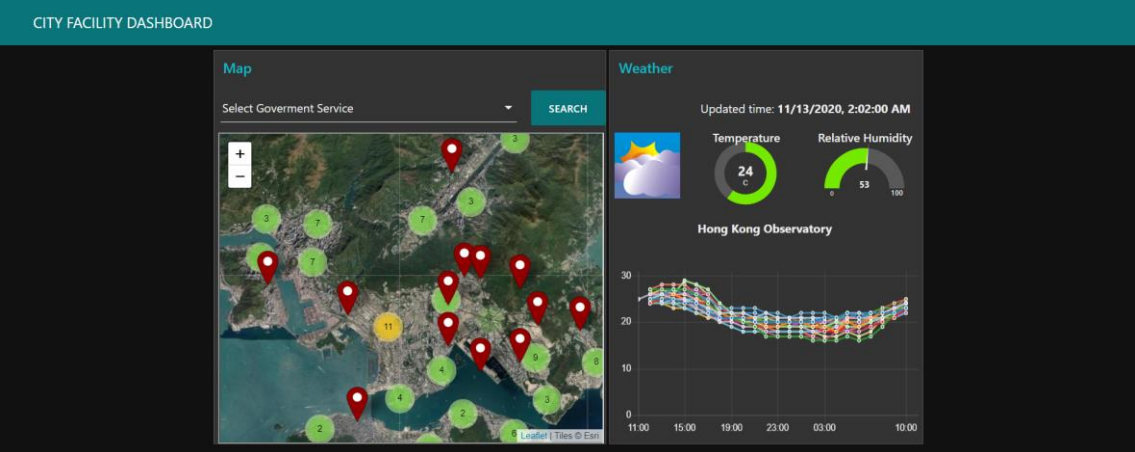 CITY FACILITY DASHBOARD
Map
Select Goverment Service
SEARCH
+
−
3
3
7
3
7
7
11
4
9
8
4
2
3
2
6
Leaflet | Tiles © Esri
Weather
Updated time: 11/13/2020, 2:02:00 AM
Temperature
24
C
Relative Humidity
53
0
100
Hong Kong Observatory
30
20
10
0
11:00 15:00 19:00 23:00 03:00 10:00